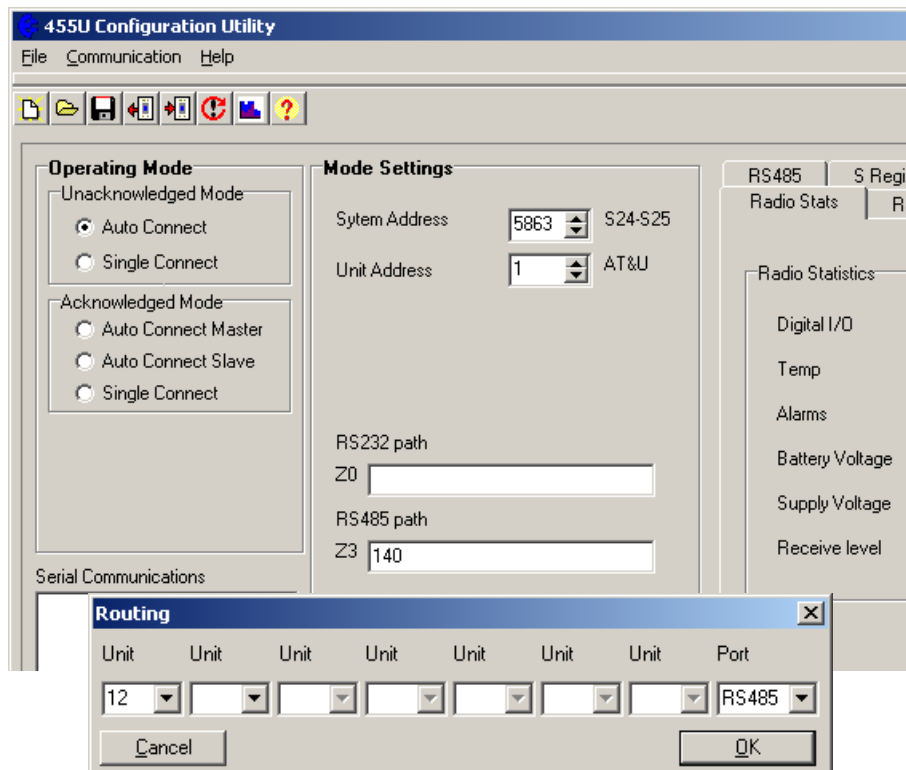 455U Configuration Utility
File Communication Help
Operating Mode
Unacknowledged Mode
Auto Connect
Single Connect
Acknowledged Mode
Auto Connect Master
Auto Connect Slave
Single Connect
Serial Communications
Mode Settings
Sytem Address 5863 S24-S25
Unit Address 1 AT&U
RS232 path
Z0
RS485 path
Z3 140
RS485 S Regi
Radio Stats R
Radio Statistics
Digital I/O
Temp
Alarms
Battery Voltage
Supply Voltage
Receive level
Routing
Unit Unit Unit Unit Unit Unit Unit Port
12 RS485
Cancel OK